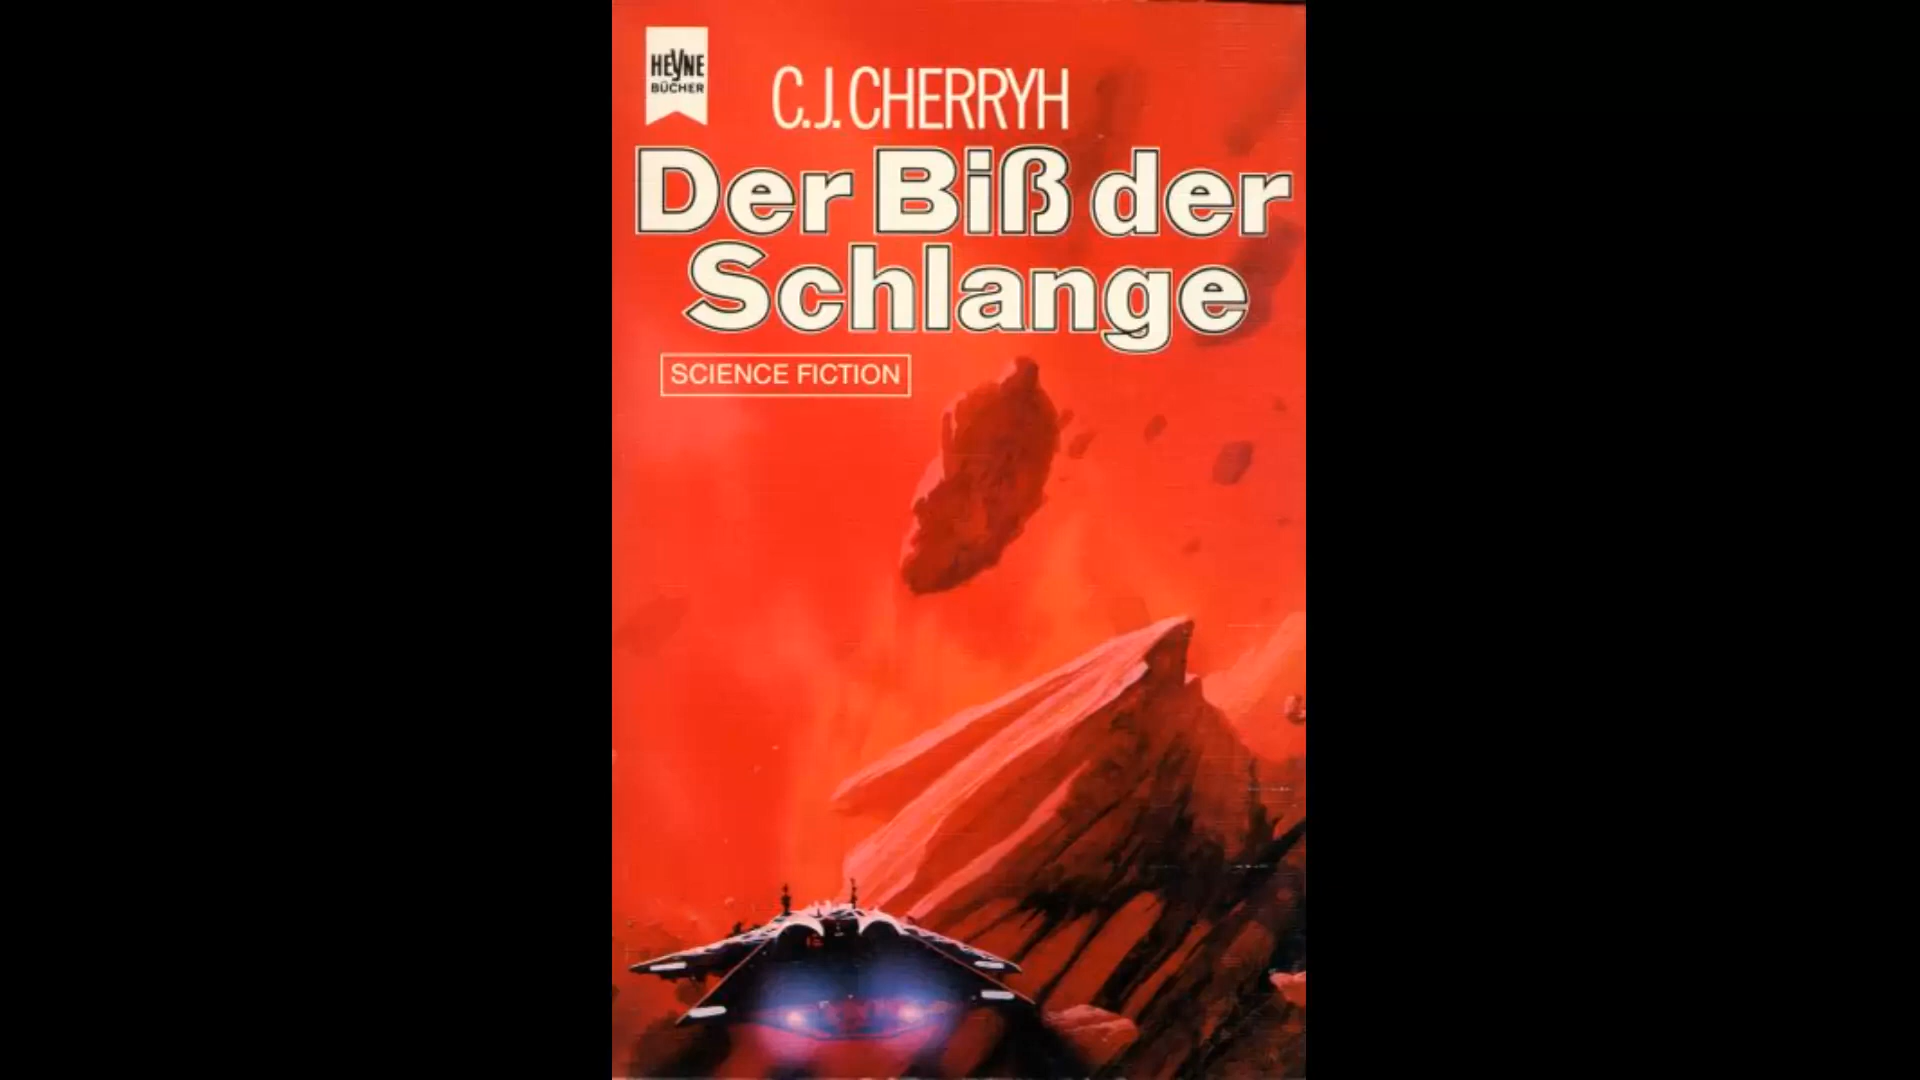 HEYNE
BÜCHER
C.J. CHERRYH
Der Biß der
Schlange
SCIENCE FICTION